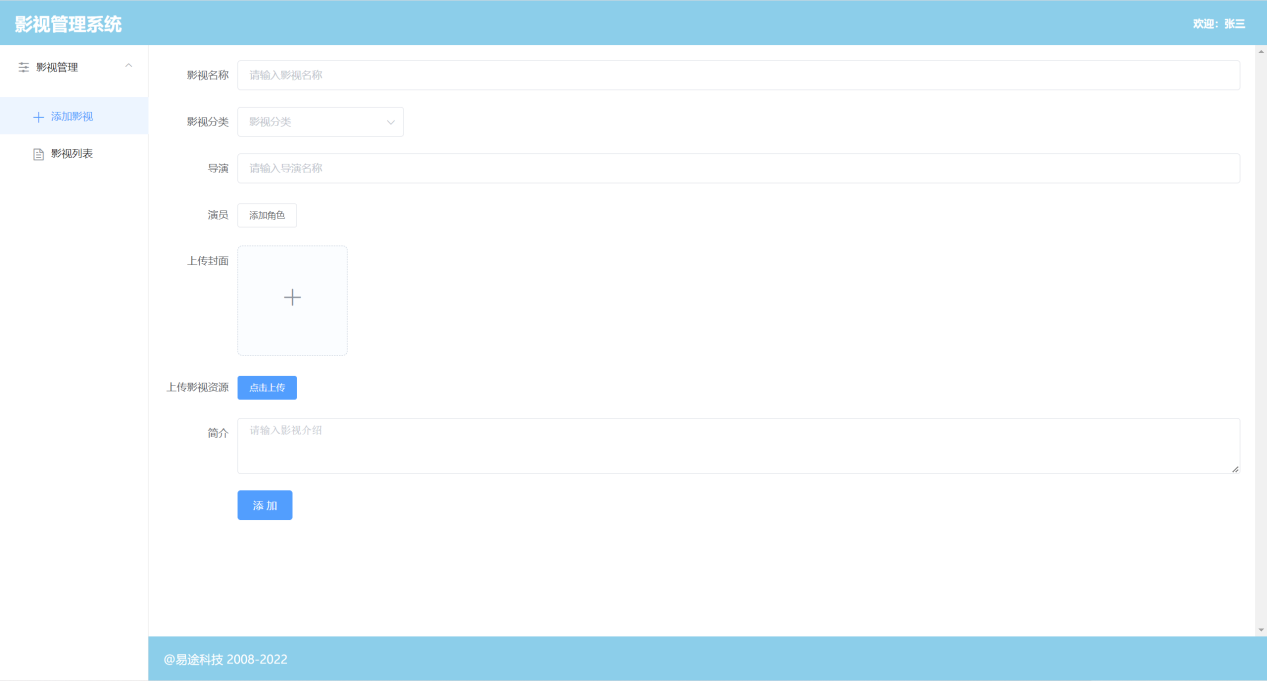 影视管理系统
欢迎：张三
影视管理
添加影视
影视列表
影视名称 请输入影视名称
影视分类 影视分类
导演 请输入导演名称
演员 添加角色
上传封面
上传影视资源 点击上传
简介 请输入影视介绍
添 加
@易途科技 2008-2022